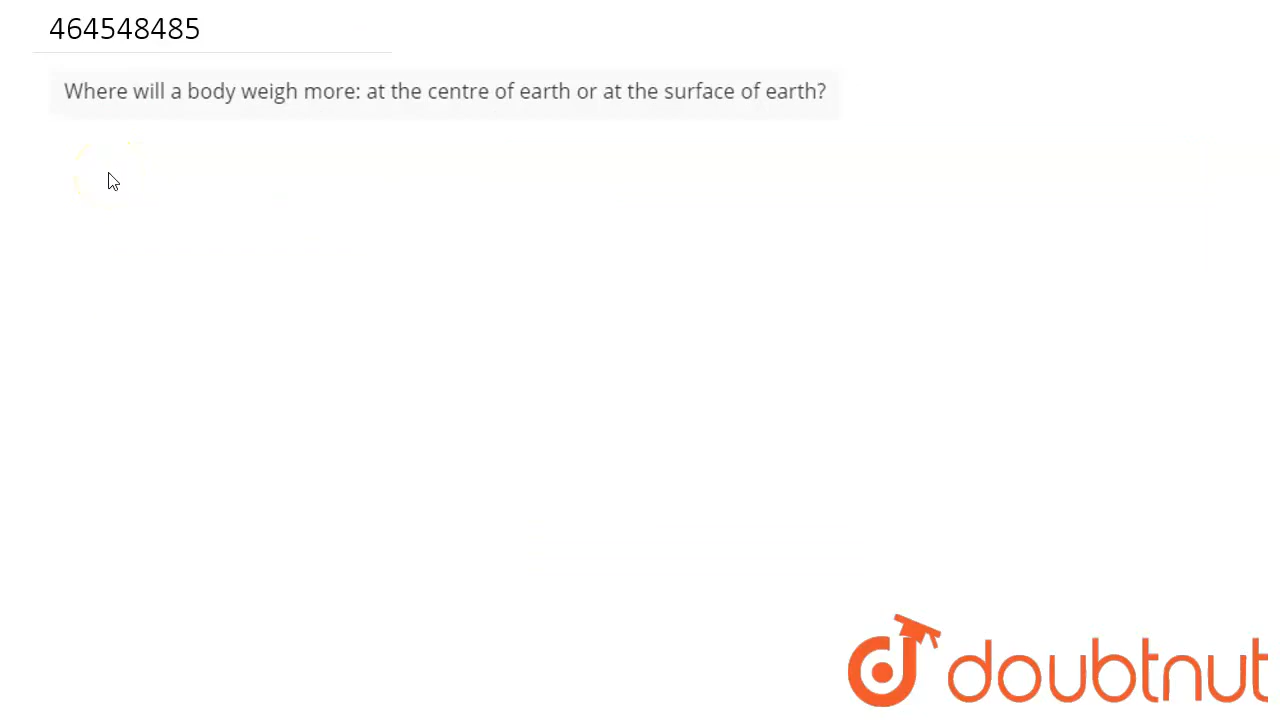 464548485
Where will a body weigh more: at the centre of earth or at the surface of earth?
doubtnut